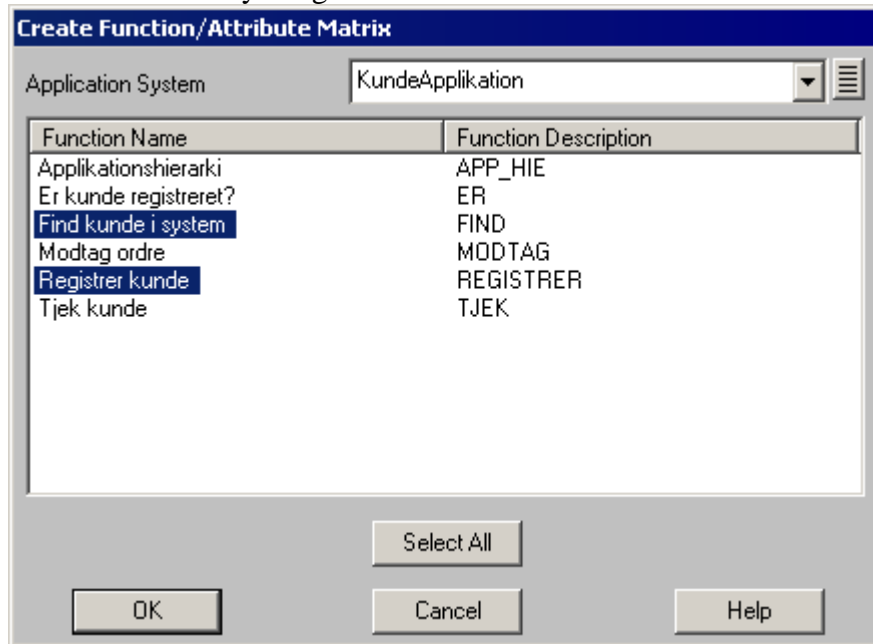 Create Function/Attribute Matrix
Application System KundeApplikation
Function Name Function Description
Applikationshierarki APP_HIE
Er kunde registreret? ER
Find kunde i system FIND
Modtag ordre MODTAG
Registrer kunde REGISTRER
Tjek kunde TJEK
Select All
OK Cancel Help